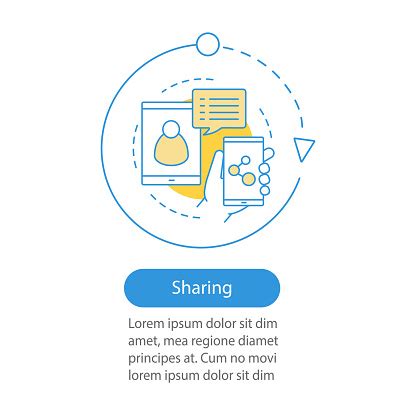 Sharing
Lorem ipsum dolor sit dim
amet, mea regione diamet
principes at. Cum no movi
lorem ipsum dolor sit dim